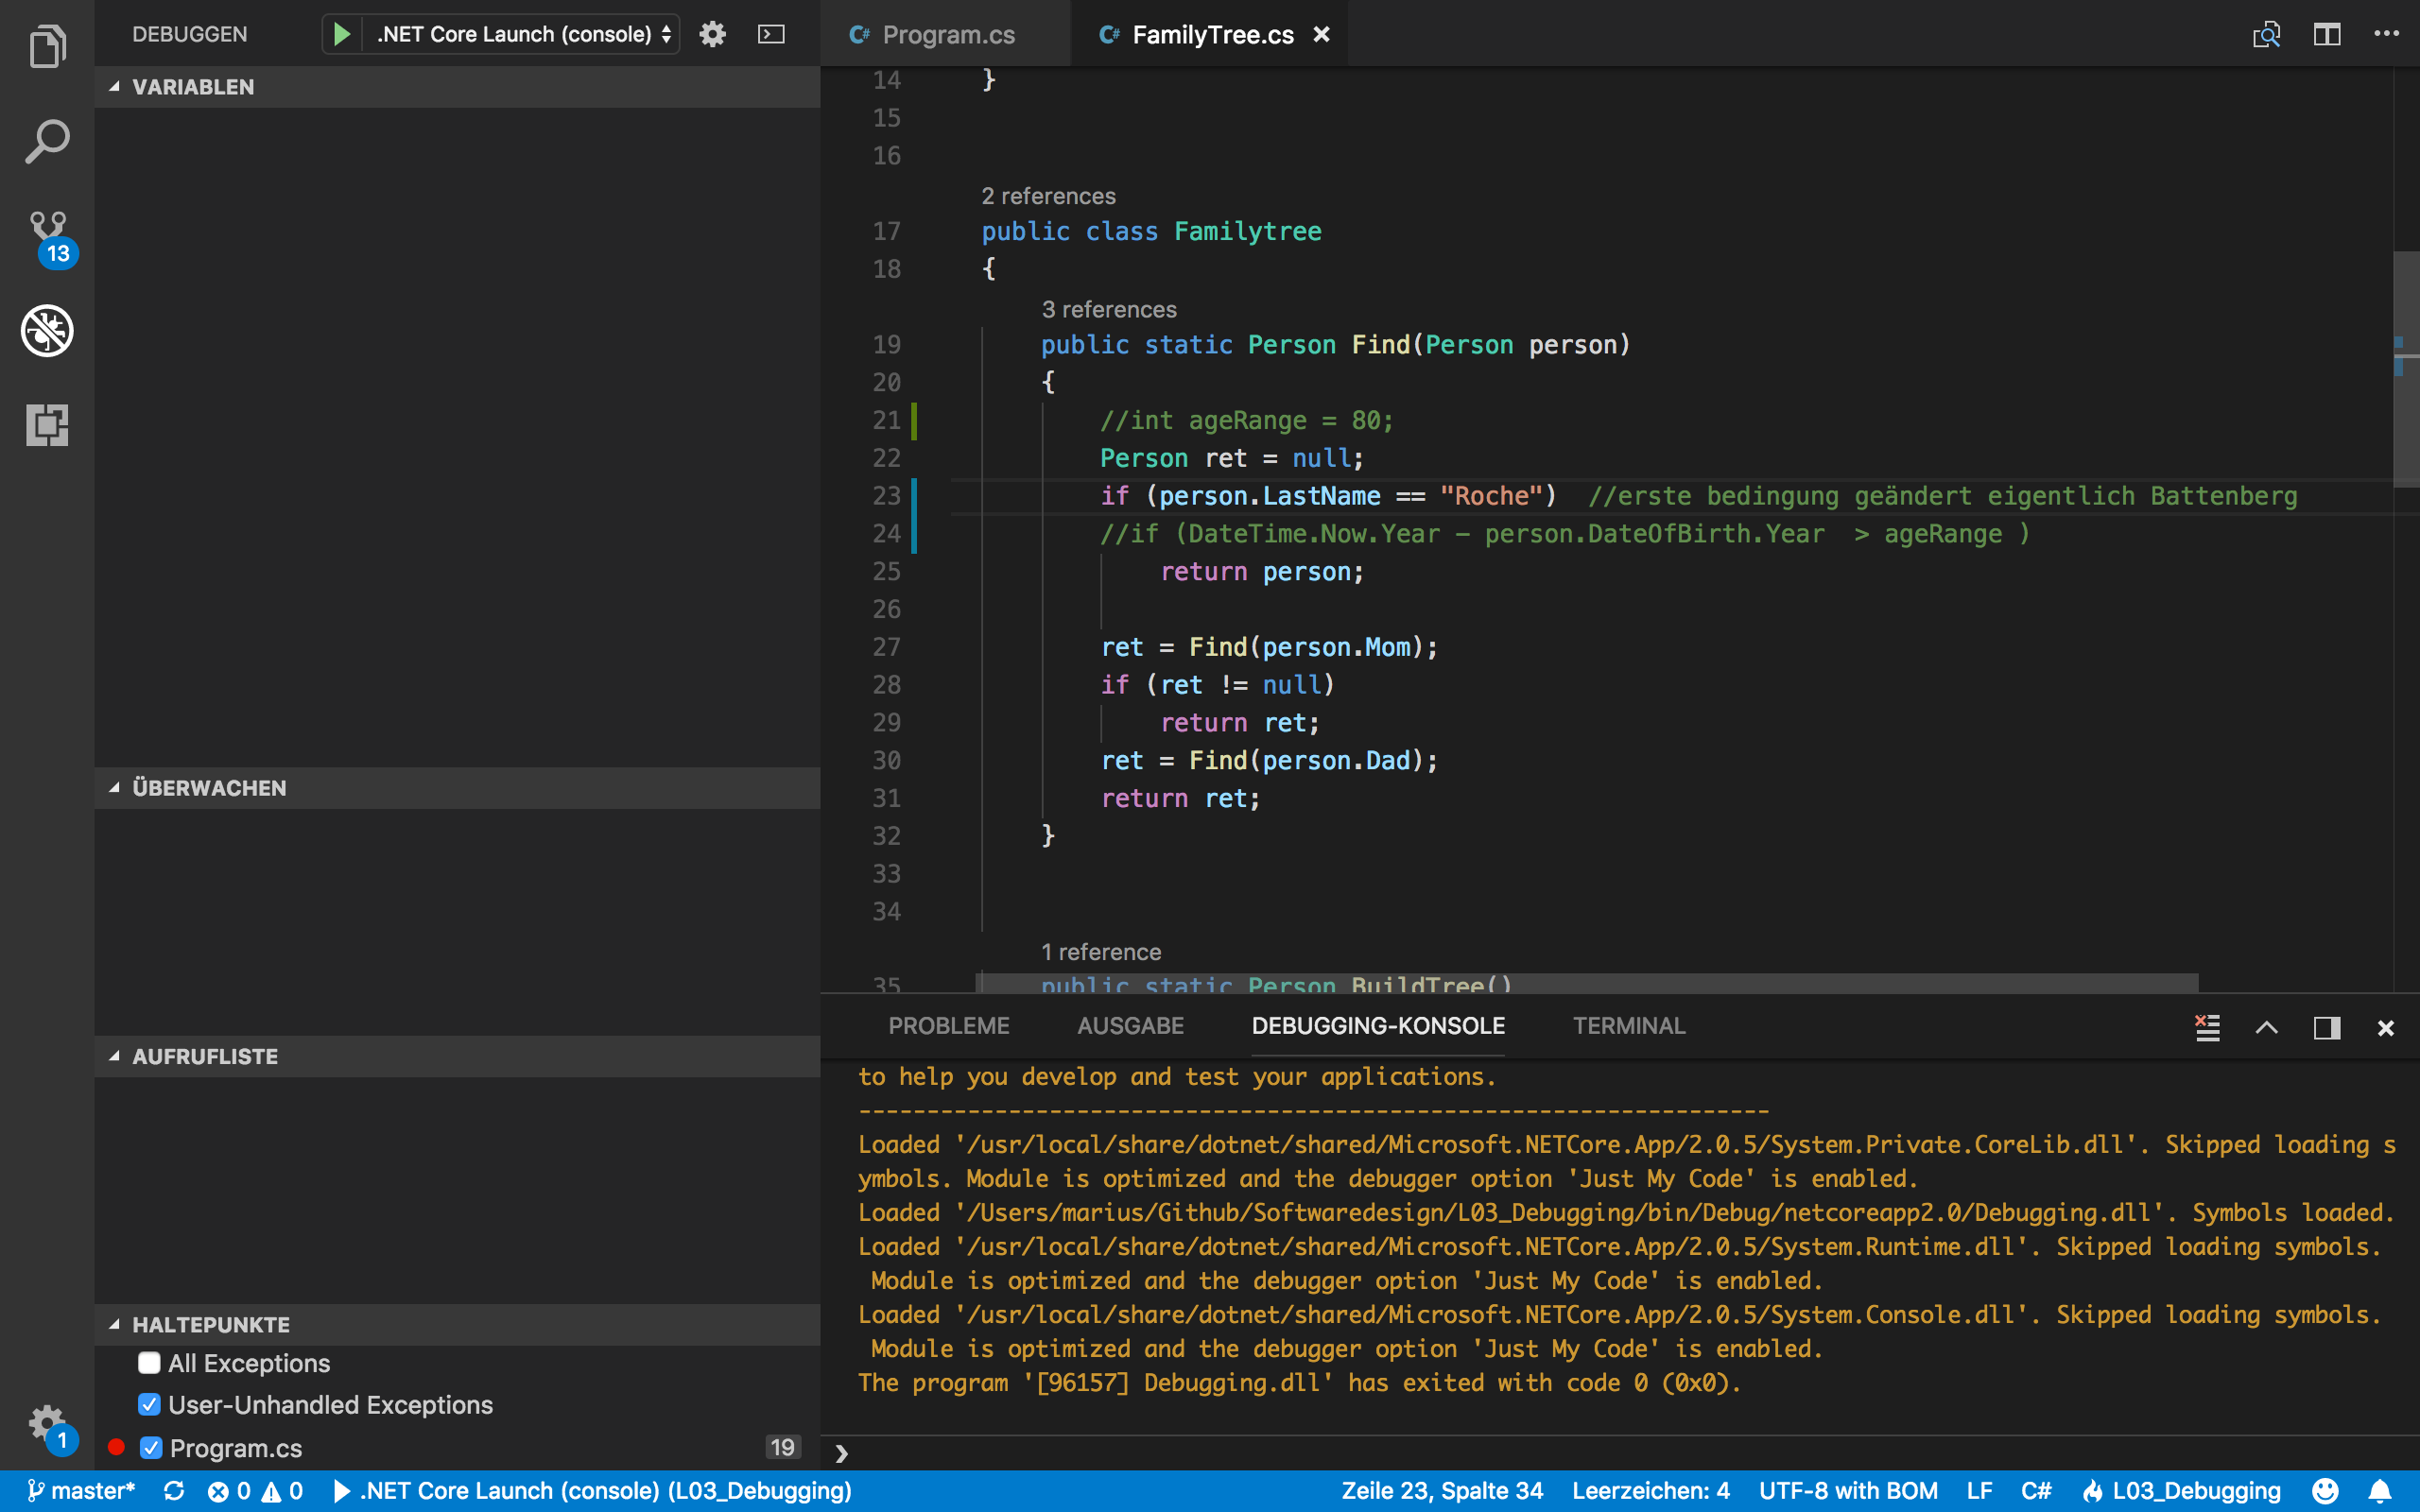 DEBUGGEN
.NET Core Launch (console)
VARIABLEN
ÜBERWACHEN
AUFRUFLISTE
HALTEPUNKTE
All Exceptions
User-Unhandled Exceptions
Program.cs 19
13
1
C# Program.cs
C# FamilyTree.cs
14 }
15
16
2 references
17 public class Familytree
18 {
3 references
19 public static Person Find(Person person)
20 {
21 //int ageRange = 80;
22 Person ret = null;
23 if (person.LastName == "Roche") //erste bedingung geändert eigentlich Battenberg
24 //if (DateTime.Now.Year - person.DateOfBirth.Year > ageRange )
25 return person;
26
27 ret = Find(person.Mom);
28 if (ret != null)
29 return ret;
30 ret = Find(person.Dad);
31 return ret;
32 }
33
34
1 reference
35 public static Person BuildTree()
PROBLEME AUSGABE DEBUGGING-KONSOLE TERMINAL
to help you develop and test your applications.
-------------------------------------------------------------------
Loaded '/usr/local/share/dotnet/shared/Microsoft.NETCore.App/2.0.5/System.Private.CoreLib.dll'. Skipped loading s
ymbols. Module is optimized and the debugger option 'Just My Code' is enabled.
Loaded '/Users/marius/Github/Softwaredesign/L03_Debugging/bin/Debug/netcoreapp2.0/Debugging.dll'. Symbols loaded.
Loaded '/usr/local/share/dotnet/shared/Microsoft.NETCore.App/2.0.5/System.Runtime.dll'. Skipped loading symbols.
Module is optimized and the debugger option 'Just My Code' is enabled.
Loaded '/usr/local/share/dotnet/shared/Microsoft.NETCore.App/2.0.5/System.Console.dll'. Skipped loading symbols.
Module is optimized and the debugger option 'Just My Code' is enabled.
The program '[96157] Debugging.dll' has exited with code 0 (0x0).
master* 0 0 .NET Core Launch (console) (L03_Debugging) Zeile 23, Spalte 34 Leerzeichen: 4 UTF-8 with BOM LF C# L03_Debugging